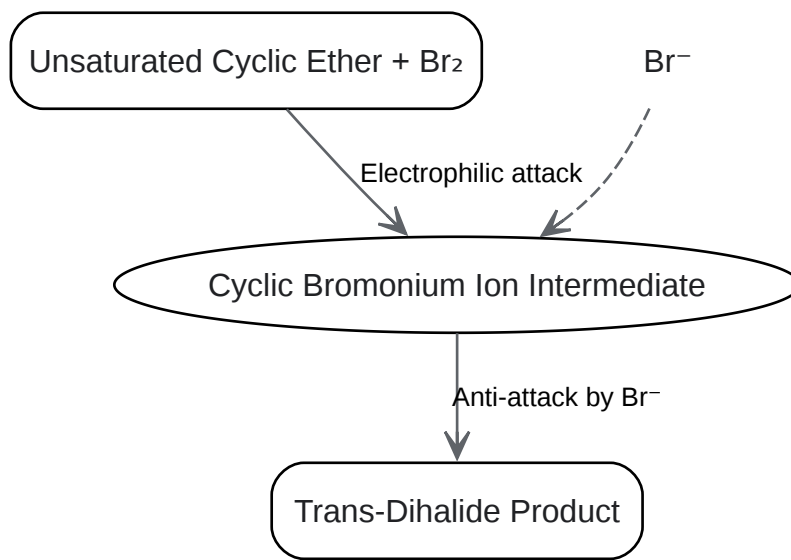 Unsaturated Cyclic Ether + Br₂
Br⁻
Electrophilic attack
Cyclic Bromonium Ion Intermediate
Anti-attack by Br⁻
Trans-Dihalide Product